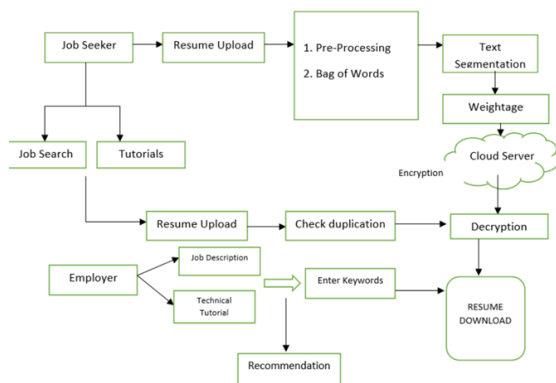 Job Seeker
Resume Upload
1. Pre-Processing
2. Bag of Words
Text
Segmentation
Weightage
Job Search
Tutorials
Cloud Server
Encryption
Resume Upload
Check duplication
Decryption
Job Description
Employer
Enter Keywords
Technical
Tutorial
RESUME
DOWNLOAD
Recommendation